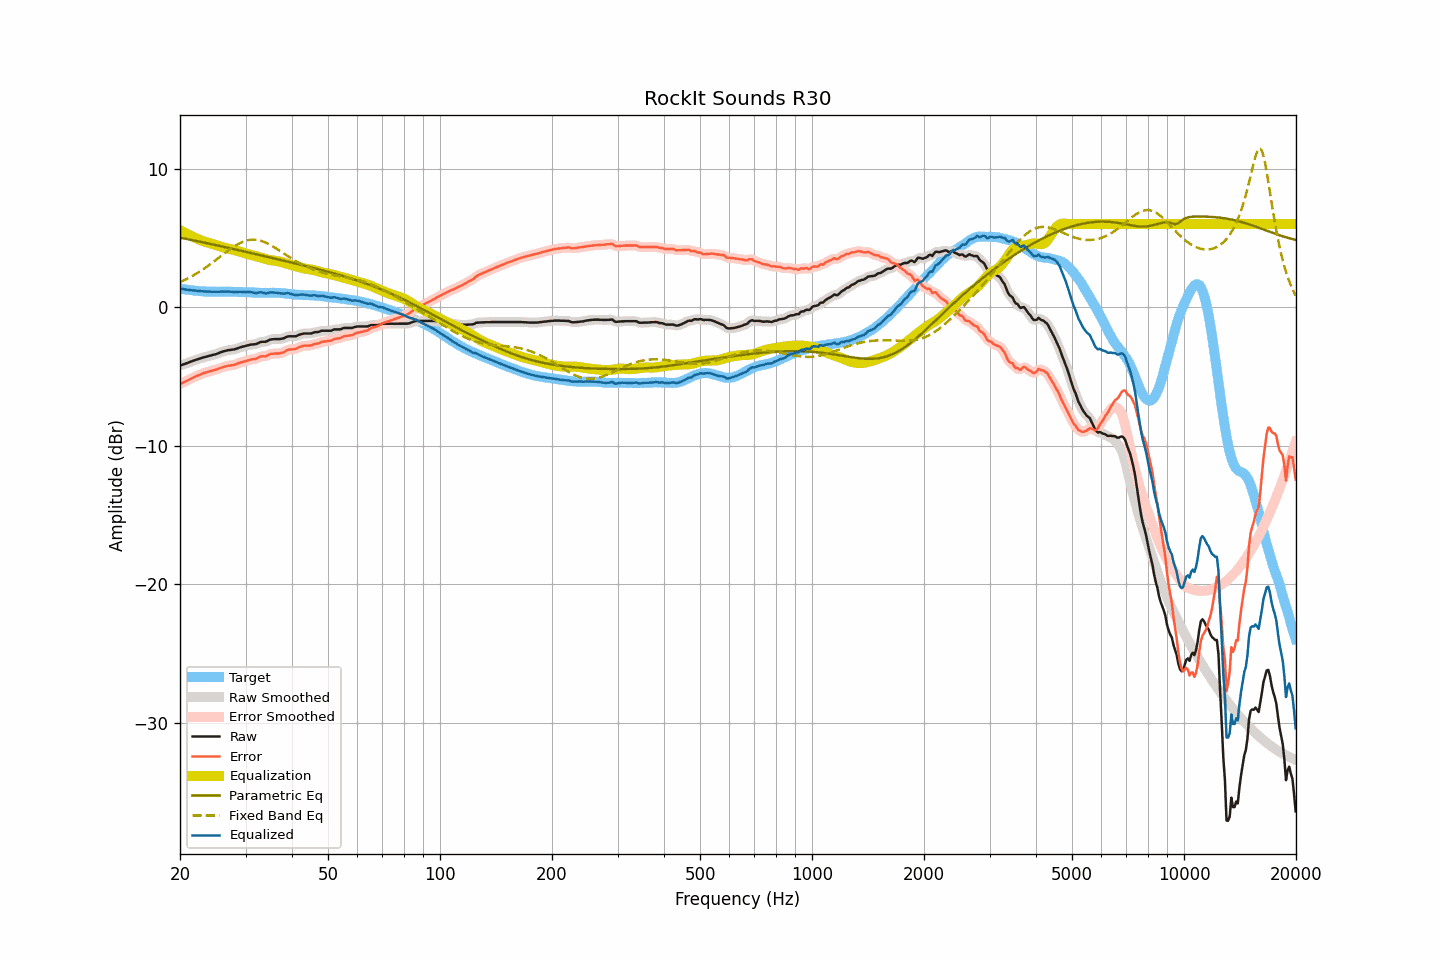 RockIt Sounds R30
10
0
−10
−20
−30
Amplitude (dBr)
Target
Raw Smoothed
Error Smoothed
Raw
Error
Equalization
Parametric Eq
Fixed Band Eq
Equalized
20 50 100 200 500 1000 2000 5000 10000 20000
Frequency (Hz)